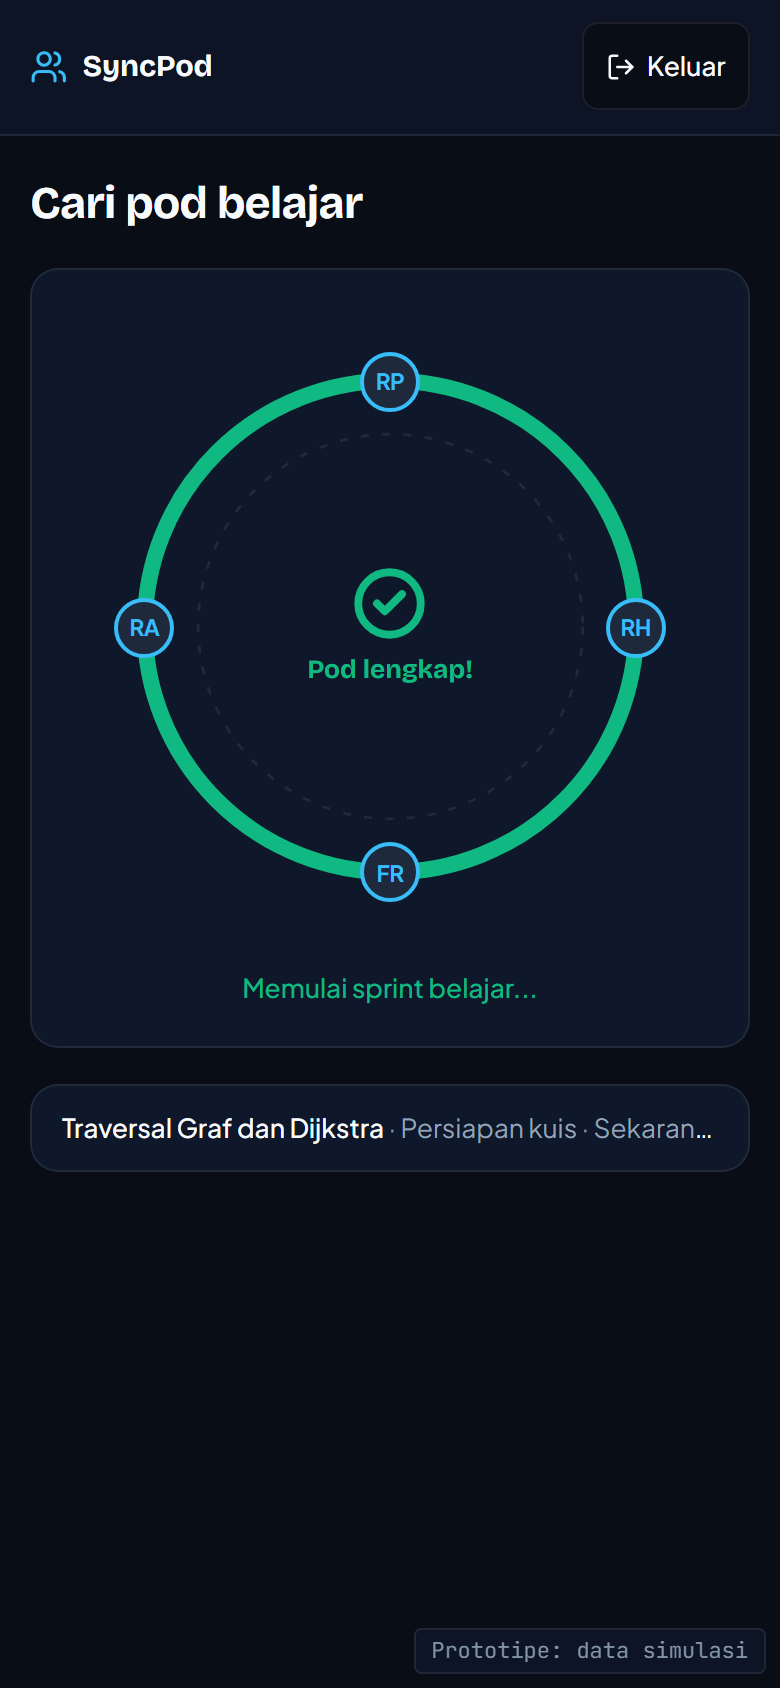 SyncPod
Keluar
Cari pod belajar
RP
RA
RH
Pod lengkap!
FR
Memulai sprint belajar...
Traversal Graf dan Dijkstra · Persiapan kuis · Sekaran...
Prototipe: data simulasi